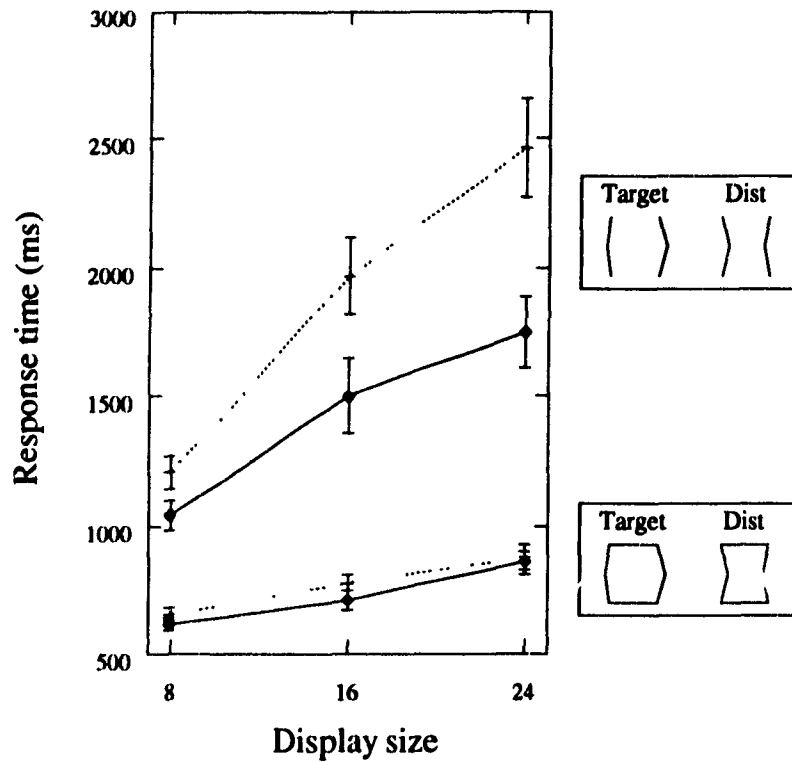 3000
2500
2000
1500
1000
500
Response time (ms)
8 16 24
Display size
Target Dist
Target Dist